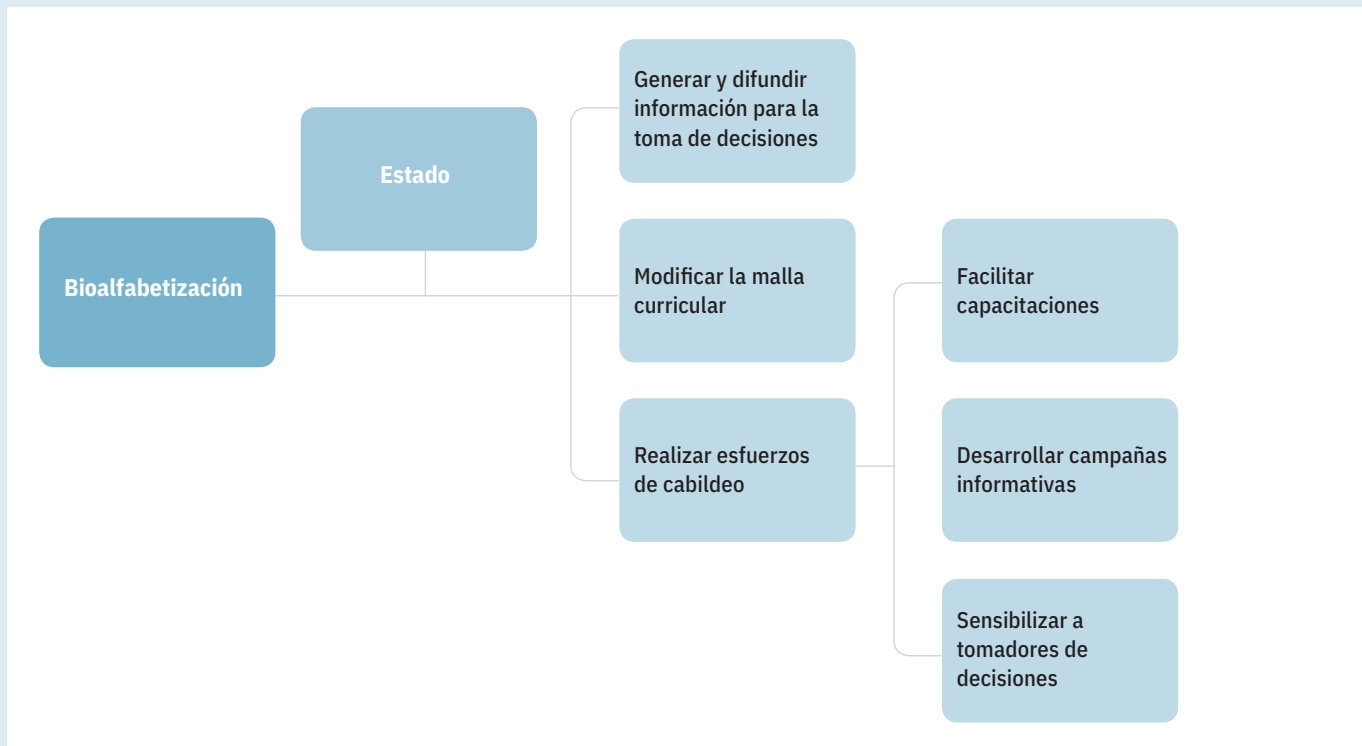 Bioalfabetización
Estado
Generar y difundir
información para la
toma de decisiones
Modificar la malla
curricular
Realizar esfuerzos
de cabildeo
Facilitar
capacitaciones
Desarrollar campañas
informativas
Sensibilizar a
tomadores de
decisiones